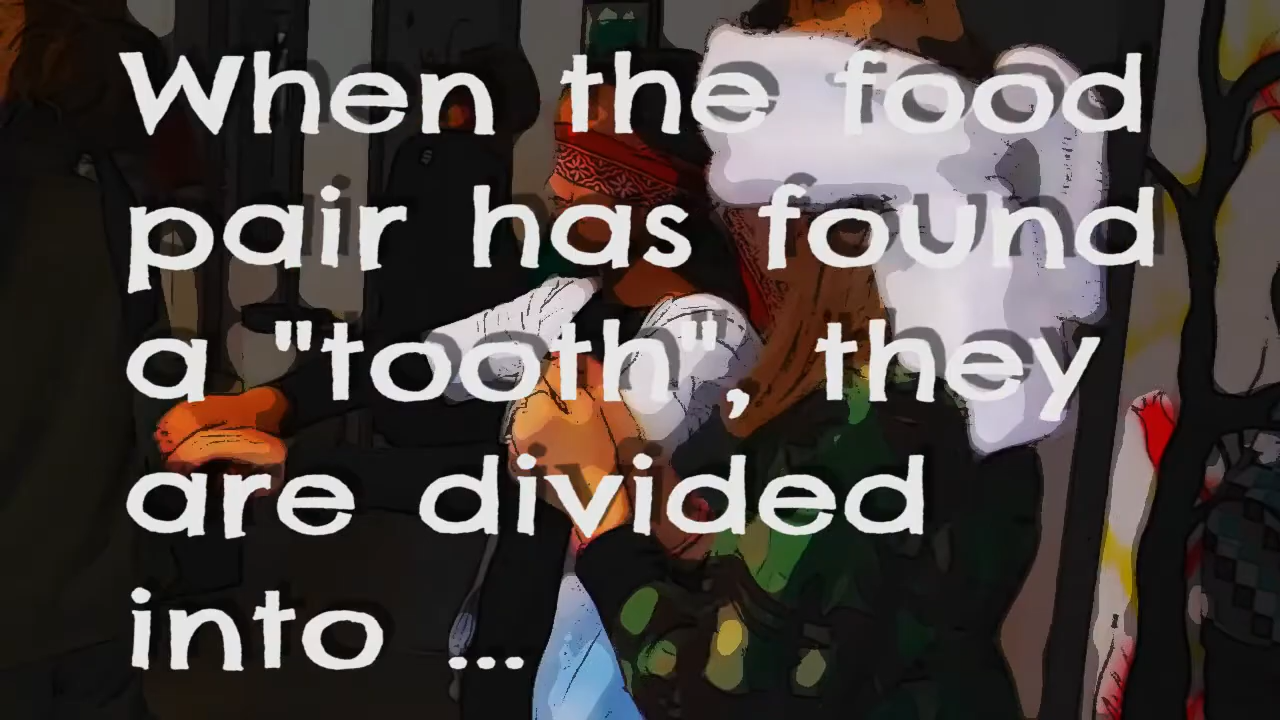 When the food
pair has found
a "tooth", they
are divided
into ...